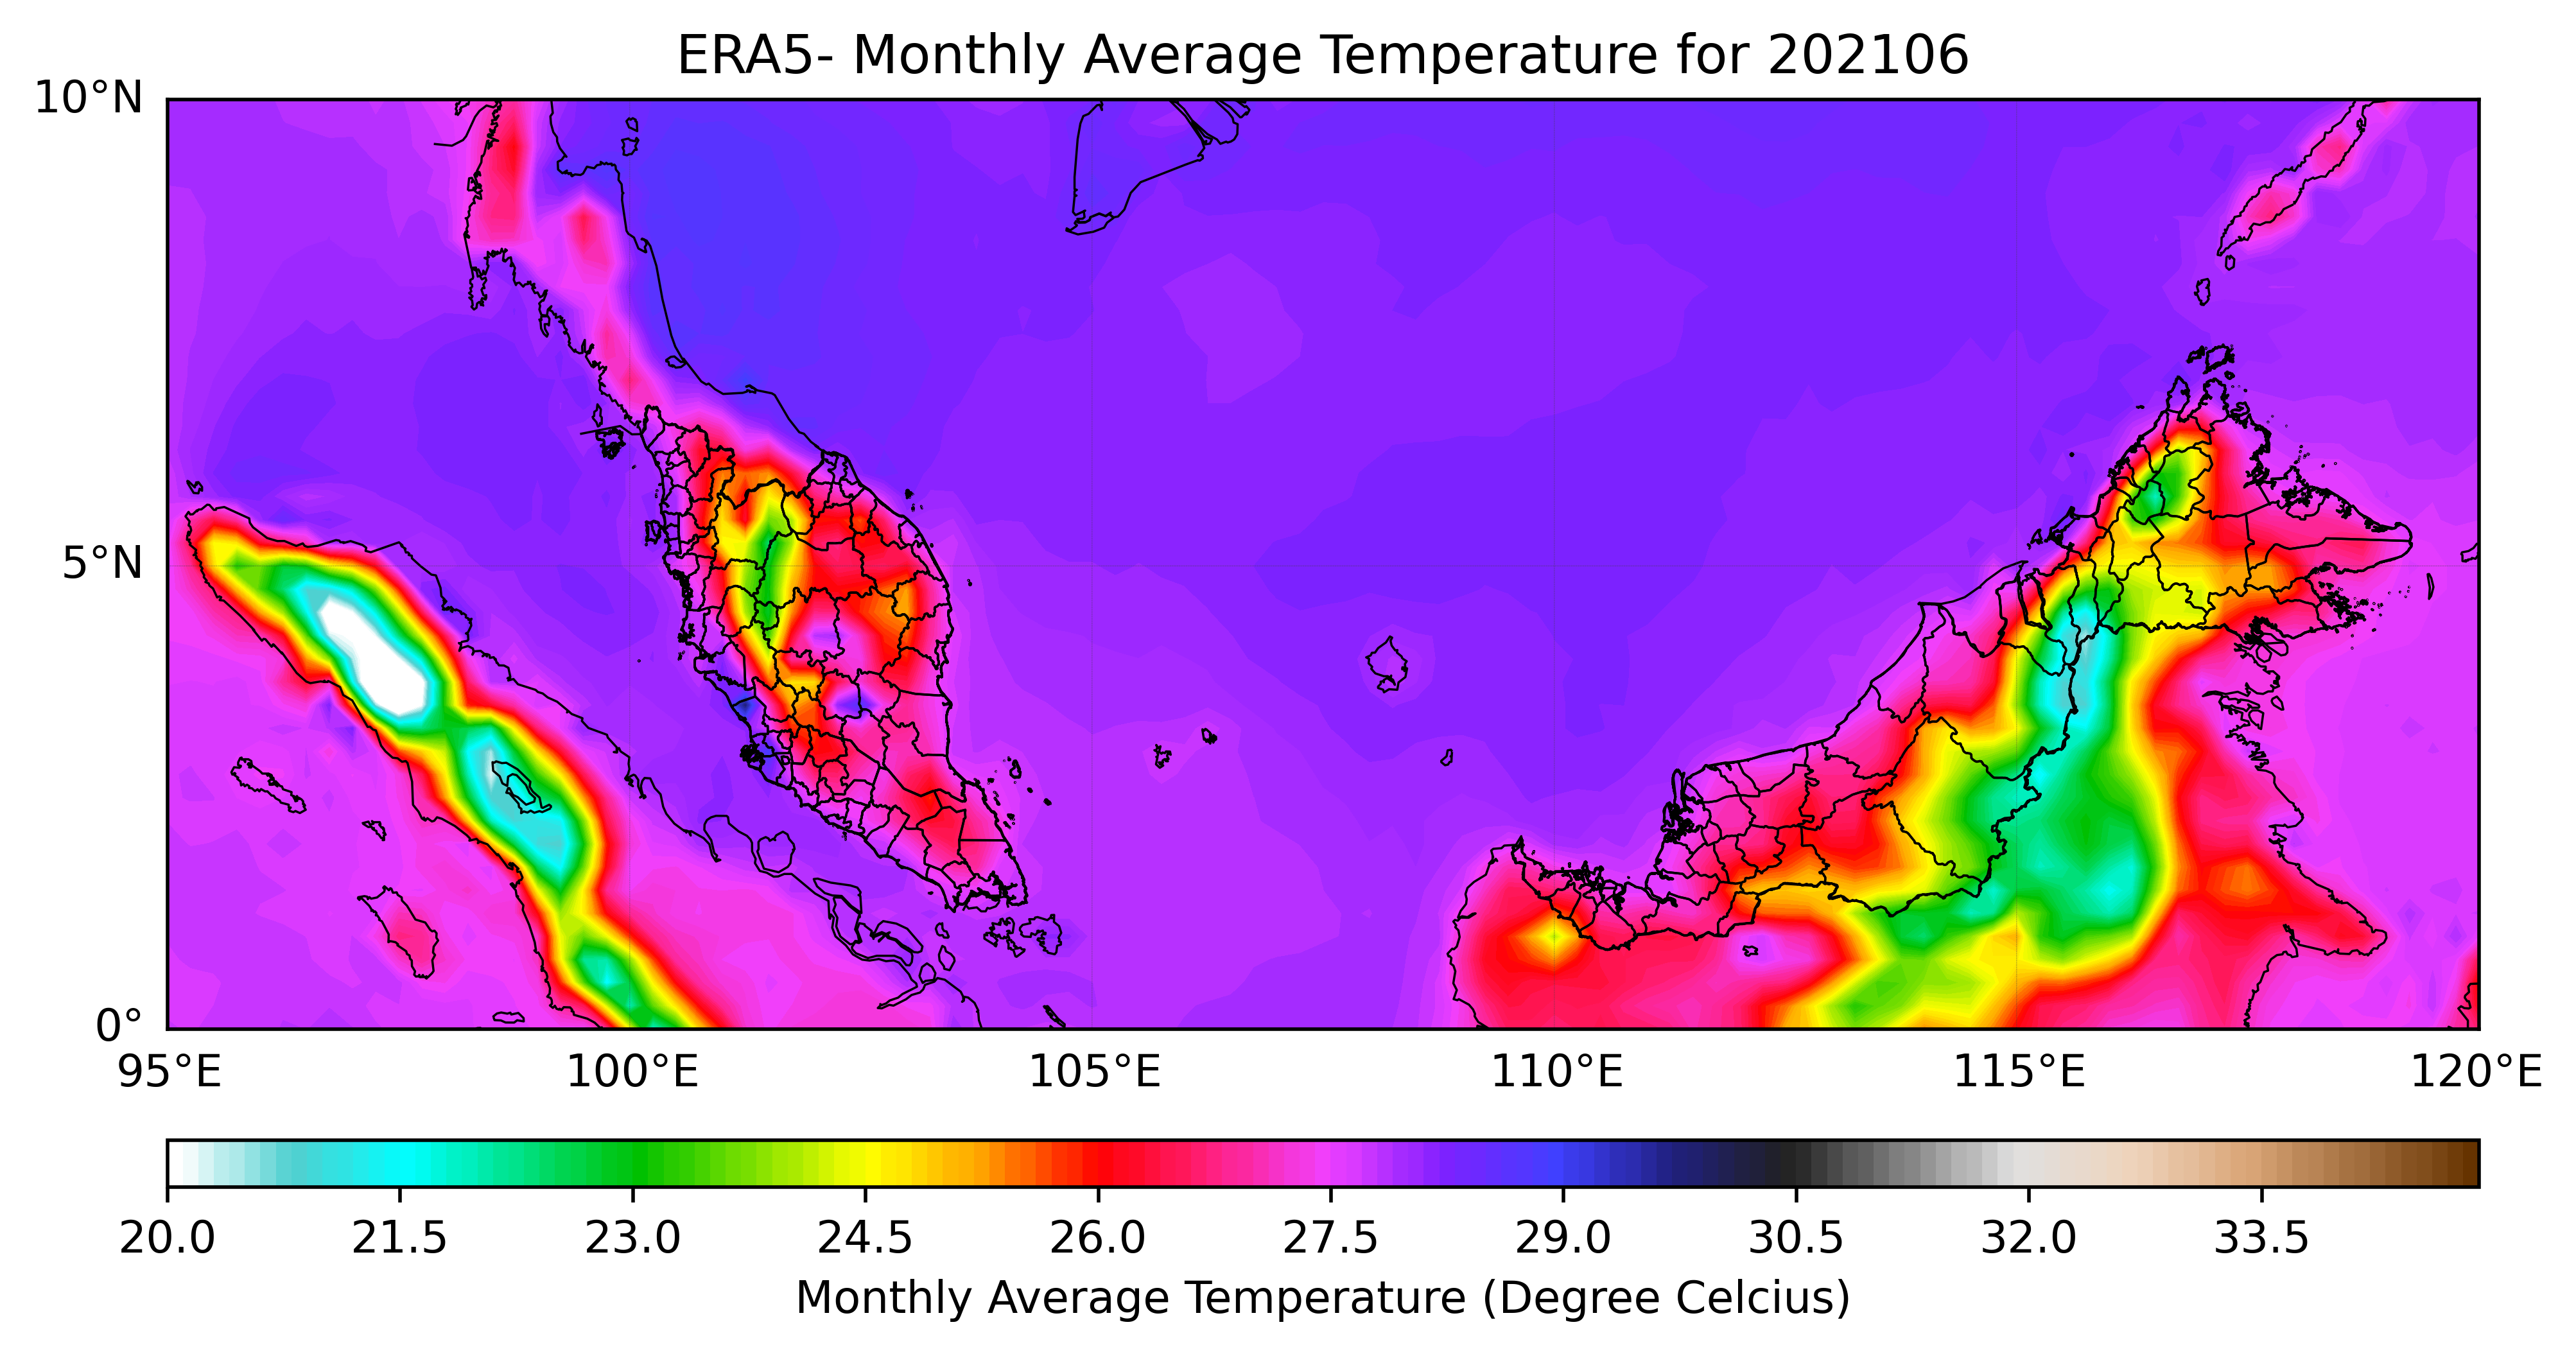 ERA5- Monthly Average Temperature for 202106
10°N
5°N
0°
95°E 100°E 105°E 110°E 115°E 120°E
20.0 21.5 23.0 24.5 26.0 27.5 29.0 30.5 32.0 33.5
Monthly Average Temperature (Degree Celcius)